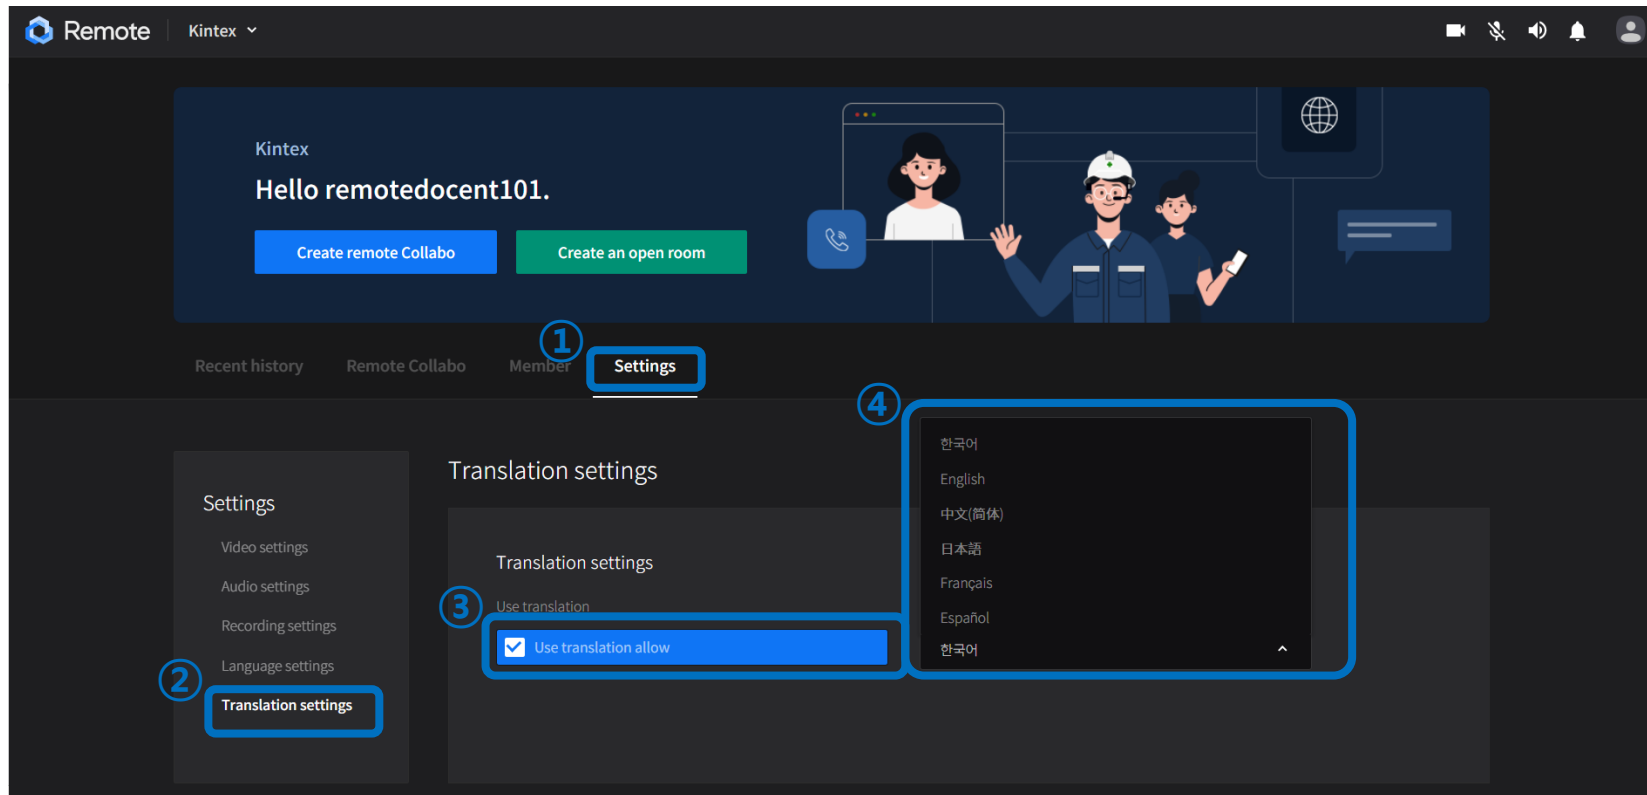 Remote
Kintex
Kintex
Hello remotedocent101.
Create remote Collabo
Create an open room
①
Recent history
Remote Collabo
Member
Settings
④
한국어
English
中文(简体)
日本語
Français
Español
한국어
Settings
Video settings
Audio settings
Recording settings
Language settings
②
Translation settings
Translation settings
Translation settings
③
Use translation
Use translation allow